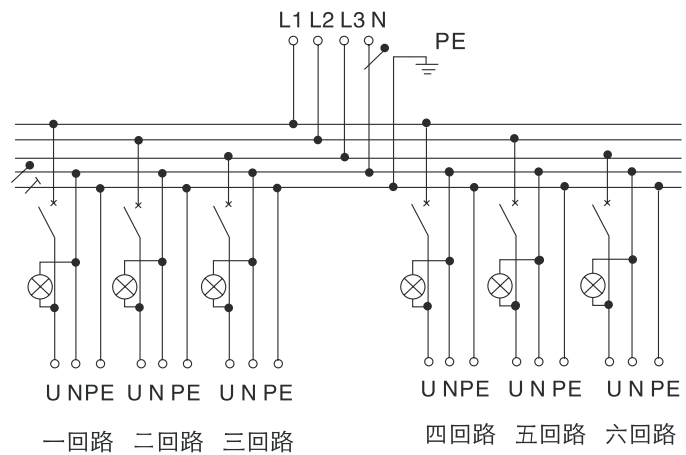 L1 L2 L3 N
PE
U N PE U N PE U N PE U N PE U N PE U N PE
一回路 二回路 三回路 四回路 五回路 六回路